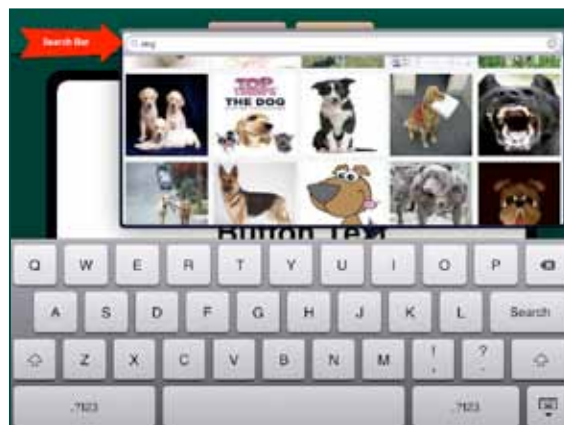 Search Bar
dog
TOP
THE DOG
Button Text
Q W E R T Y U I O P
A S D F G H J K L Search
Z X C V B N M ! , ? .
.?123 .?123